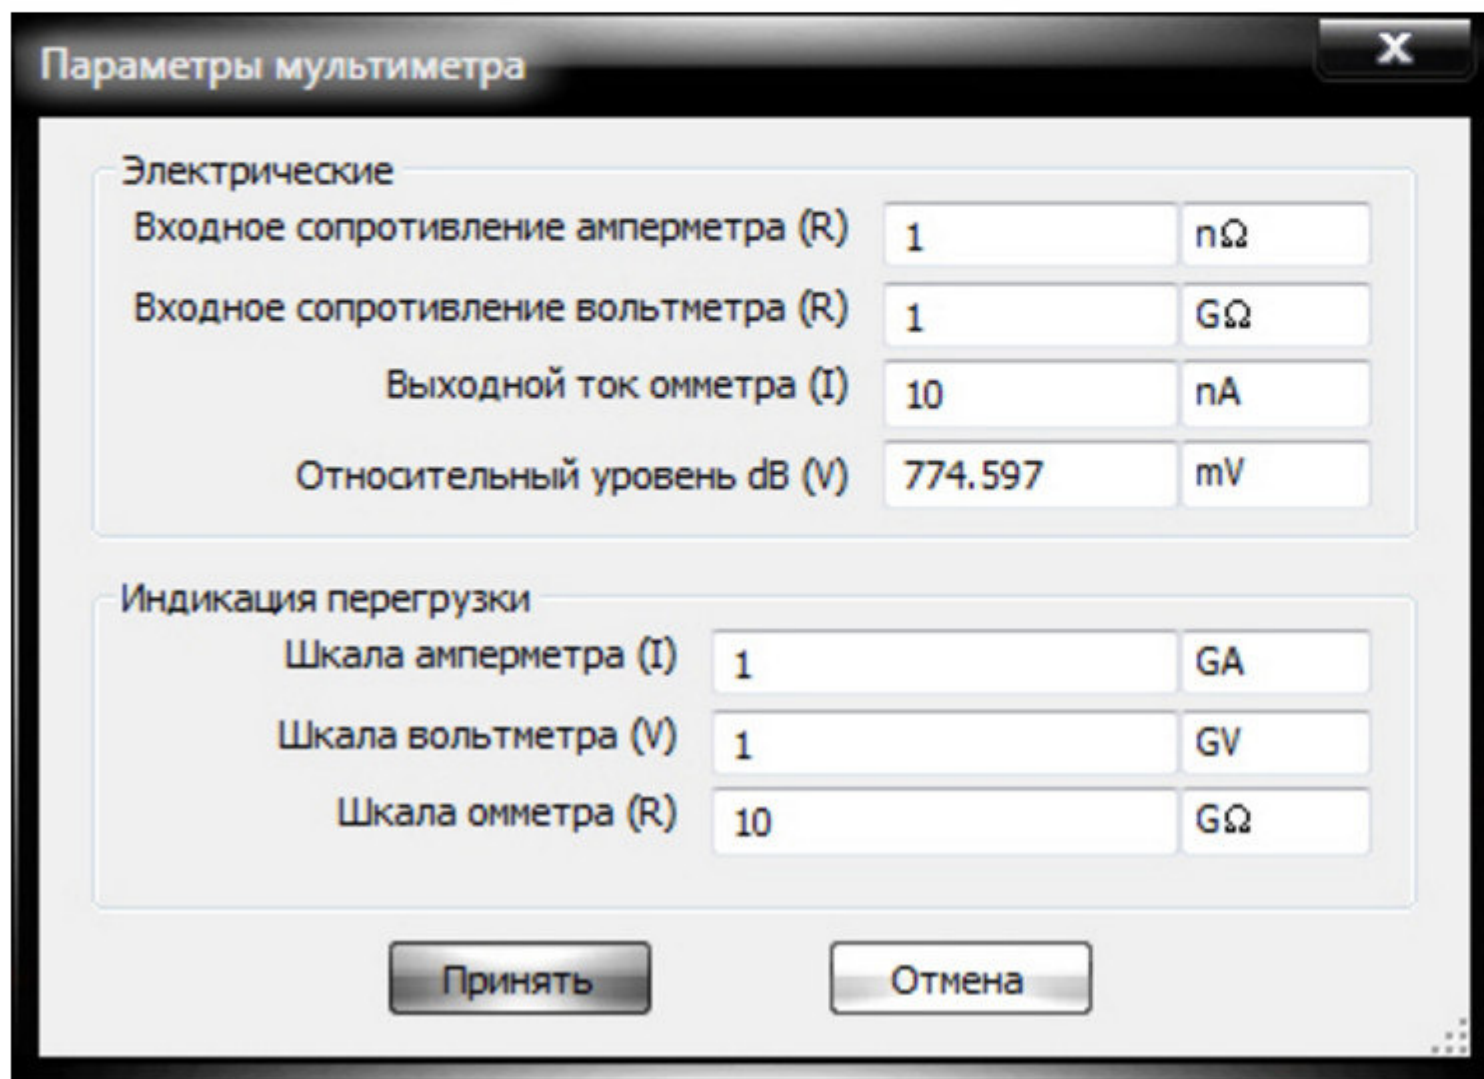 Параметры мультиметра
X
Электрические
Входное сопротивление амперметра (R) 1 nΩ
Входное сопротивление вольтметра (R) 1 GΩ
Выходной ток омметра (I) 10 nA
Относительный уровень dB (V) 774.597 mV
Индикация перегрузки
Шкала амперметра (I) 1 GA
Шкала вольтметра (V) 1 GV
Шкала омметра (R) 10 GΩ
Принять Отмена